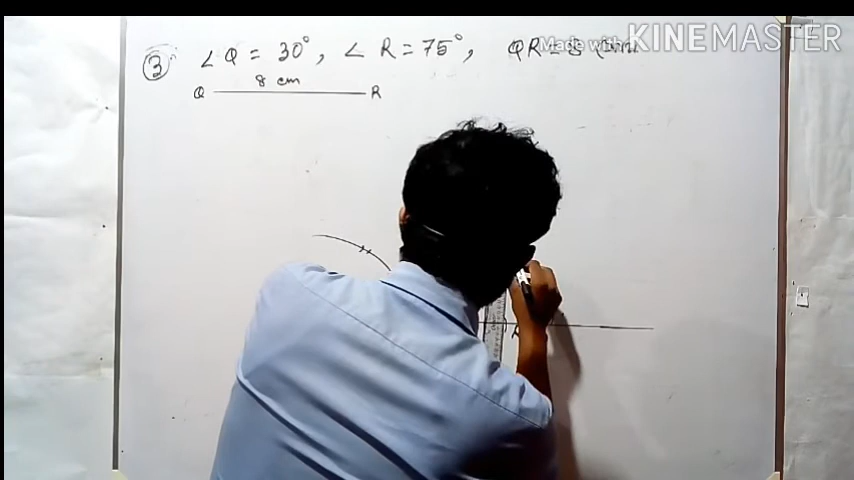 Made with KINEMASTER
③ ∠Q = 30°, ∠R = 75°, QR = 8 cm
8 cm
Q R